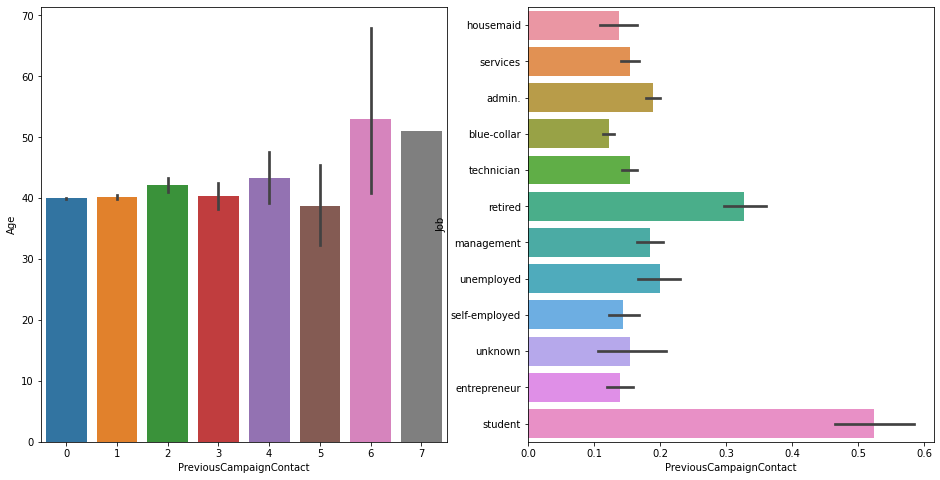 70
60
50
40
30
20
10
0
Age
0 1 2 3 4 5 6 7
PreviousCampaignContact
housemaid
services
admin.
blue-collar
technician
retired
management
unemployed
self-employed
unknown
entrepreneur
student
Job
0.0 0.1 0.2 0.3 0.4 0.5 0.6
PreviousCampaignContact